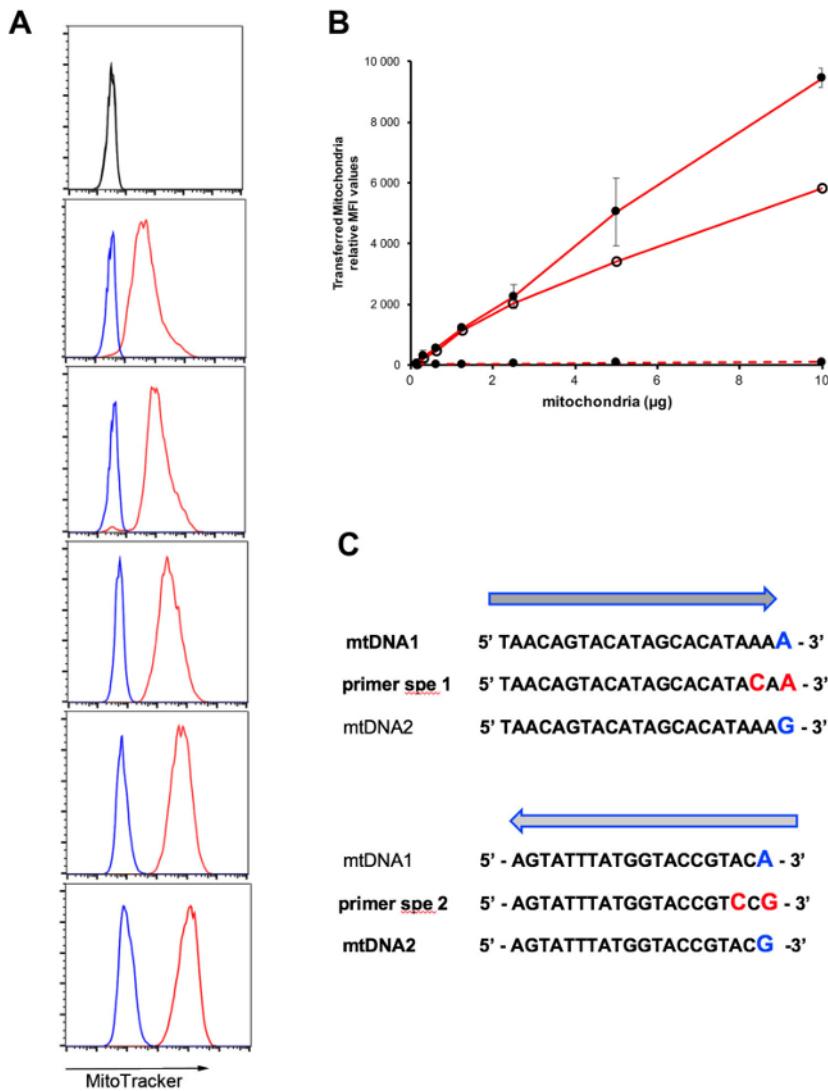 A
MitoTracker
B
10 000
8 000
6 000
4 000
2 000
0
0
2
4
6
8
10
Transferred Mitochondria
relative MFI values
mitochondria (µg)
C
mtDNA1 5’ TAACAGTACATAGCACATAAAA - 3’
primer spe 1 5’ TAACAGTACATAGCACATACAA - 3’
mtDNA2 5’ TAACAGTACATAGCACATAAAG - 3’
mtDNA1 5’ - AGTATTTATGGTACCGTACA - 3’
primer spe 2 5’ - AGTATTTATGGTACCGTCCG - 3’
mtDNA2 5’ - AGTATTTATGGTACCGTACG -3’